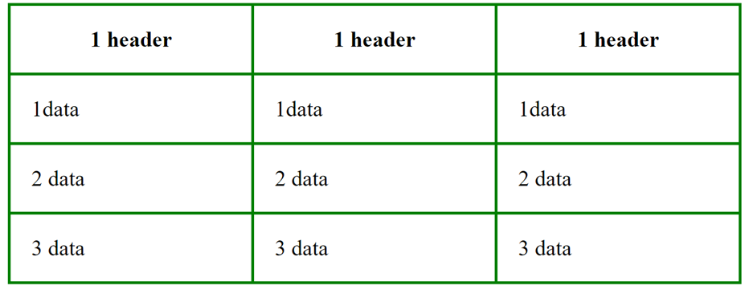 1 header 1 header 1 header
1data 1data 1data
2 data 2 data 2 data
3 data 3 data 3 data